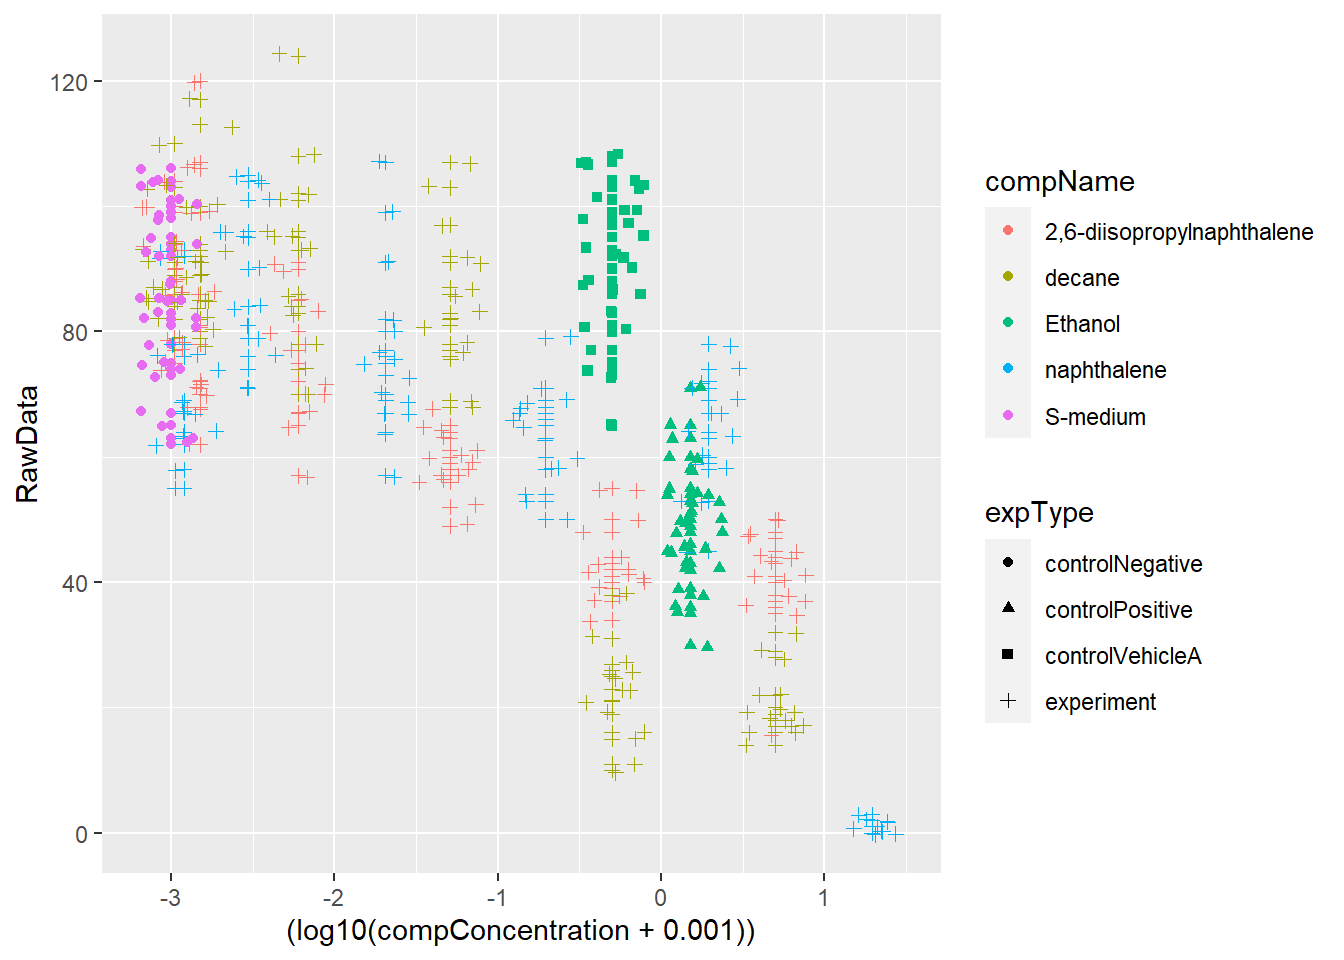 120
80
40
0
RawData
-3
-2
-1
0
1
(log10(compConcentration + 0.001))
compName
2,6-diisopropylnaphthalene
decane
Ethanol
naphthalene
S-medium
expType
controlNegative
controlPositive
controlVehicleA
experiment